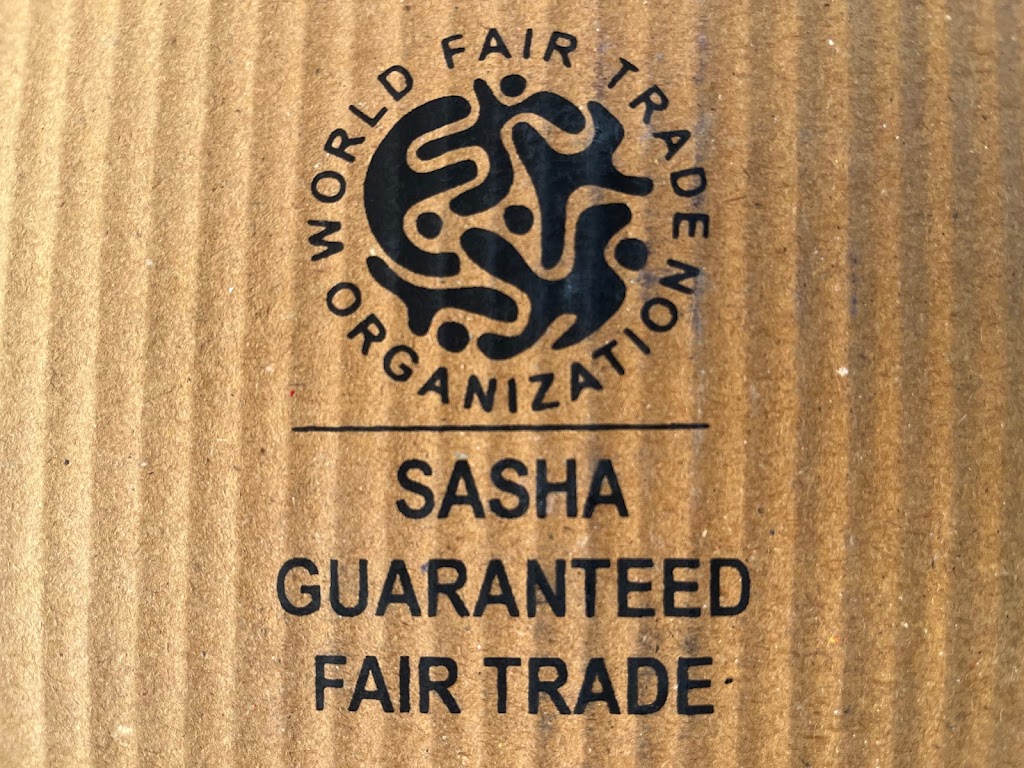 WORLD FAIR TRADE
ORGANIZATION
SASHA
GUARANTEED
FAIR TRADE